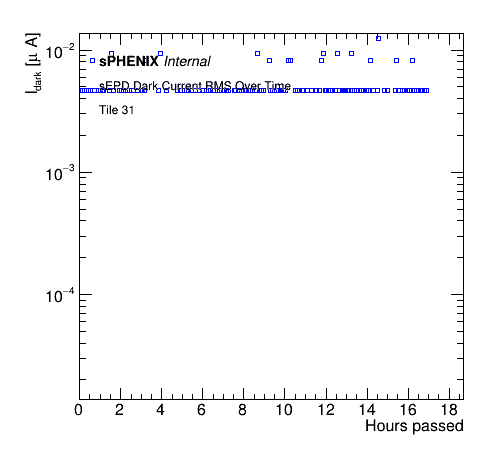 I_dark [μ A]
10^−2
sPHENIX Internal
sEPD Dark Current RMS Over Time
Tile 31
10^−3
10^−4
0 2 4 6 8 10 12 14 16 18
Hours passed